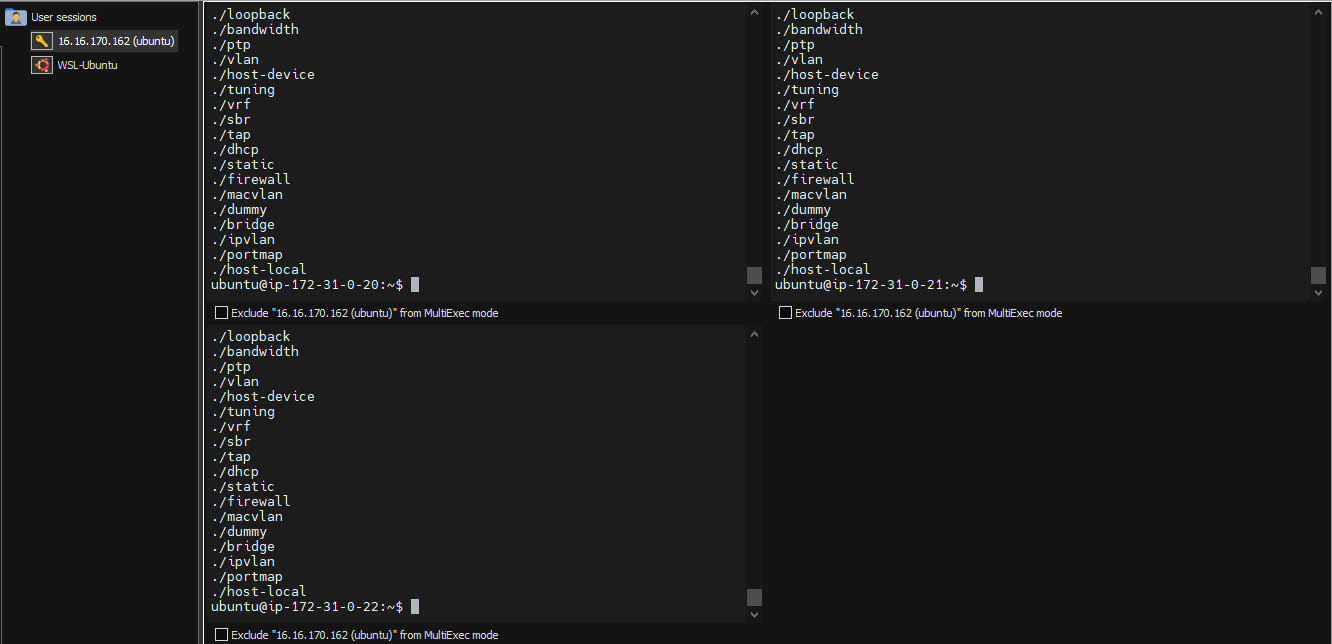 User sessions
16.16.170.162 (ubuntu)
WSL-Ubuntu
./loopback
./bandwidth
./ptp
./vlan
./host-device
./tuning
./vrf
./sbr
./tap
./dhcp
./static
./firewall
./macvlan
./dummy
./bridge
./ipvlan
./portmap
./host-local
ubuntu@ip-172-31-0-20:~$
Exclude "16.16.170.162 (ubuntu)" from MultiExec mode
./loopback
./bandwidth
./ptp
./vlan
./host-device
./tuning
./vrf
./sbr
./tap
./dhcp
./static
./firewall
./macvlan
./dummy
./bridge
./ipvlan
./portmap
./host-local
ubuntu@ip-172-31-0-21:~$
Exclude "16.16.170.162 (ubuntu)" from MultiExec mode
./loopback
./bandwidth
./ptp
./vlan
./host-device
./tuning
./vrf
./sbr
./tap
./dhcp
./static
./firewall
./macvlan
./dummy
./bridge
./ipvlan
./portmap
./host-local
ubuntu@ip-172-31-0-22:~$
Exclude "16.16.170.162 (ubuntu)" from MultiExec mode